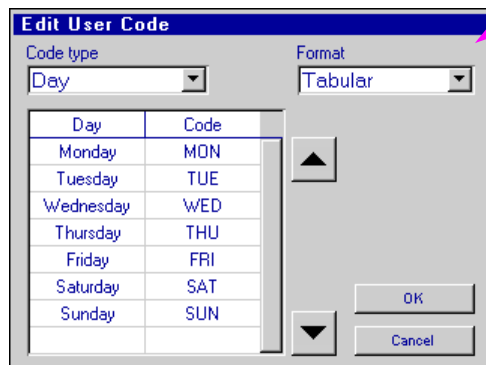 Edit User Code
Code type Format
Day Tabular
Day Code
Monday MON
Tuesday TUE
Wednesday WED
Thursday THU
Friday FRI
Saturday SAT
Sunday SUN
OK
Cancel